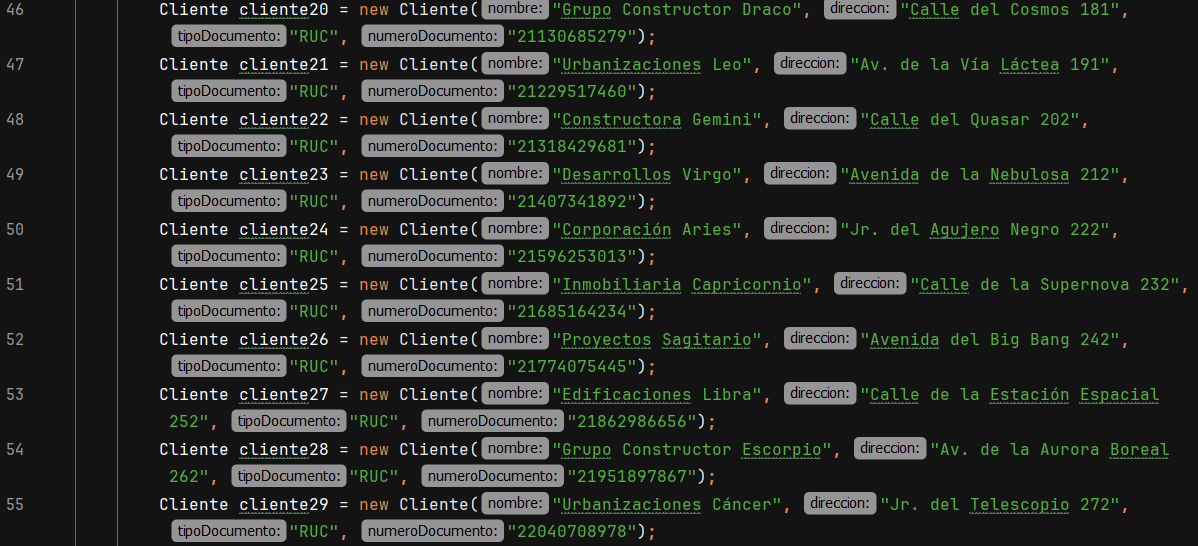 46 Cliente cliente20 = new Cliente( nombre: "Grupo Constructor Draco", direccion: "Calle del Cosmos 181",
tipoDocumento: "RUC", numeroDocumento: "21130685279");
47 Cliente cliente21 = new Cliente( nombre: "Urbanizaciones Leo", direccion: "Av. de la Vía Láctea 191",
tipoDocumento: "RUC", numeroDocumento: "21229517460");
48 Cliente cliente22 = new Cliente( nombre: "Constructora Gemini", direccion: "Calle del Quasar 202",
tipoDocumento: "RUC", numeroDocumento: "21318429681");
49 Cliente cliente23 = new Cliente( nombre: "Desarrollos Virgo", direccion: "Avenida de la Nebulosa 212",
tipoDocumento: "RUC", numeroDocumento: "21407341892");
50 Cliente cliente24 = new Cliente( nombre: "Corporación Aries", direccion: "Jr. del Agujero Negro 222",
tipoDocumento: "RUC", numeroDocumento: "21596253013");
51 Cliente cliente25 = new Cliente( nombre: "Inmobiliaria Capricornio", direccion: "Calle de la Supernova 232",
tipoDocumento: "RUC", numeroDocumento: "21685164234");
52 Cliente cliente26 = new Cliente( nombre: "Proyectos Sagitario", direccion: "Avenida del Big Bang 242",
tipoDocumento: "RUC", numeroDocumento: "21774075445");
53 Cliente cliente27 = new Cliente( nombre: "Edificaciones Libra", direccion: "Calle de la Estación Espacial
252", tipoDocumento: "RUC", numeroDocumento: "21862986656");
54 Cliente cliente28 = new Cliente( nombre: "Grupo Constructor Escorpio", direccion: "Av. de la Aurora Boreal
262", tipoDocumento: "RUC", numeroDocumento: "21951897867");
55 Cliente cliente29 = new Cliente( nombre: "Urbanizaciones Cáncer", direccion: "Jr. del Telescopio 272",
tipoDocumento: "RUC", numeroDocumento: "22040708978");